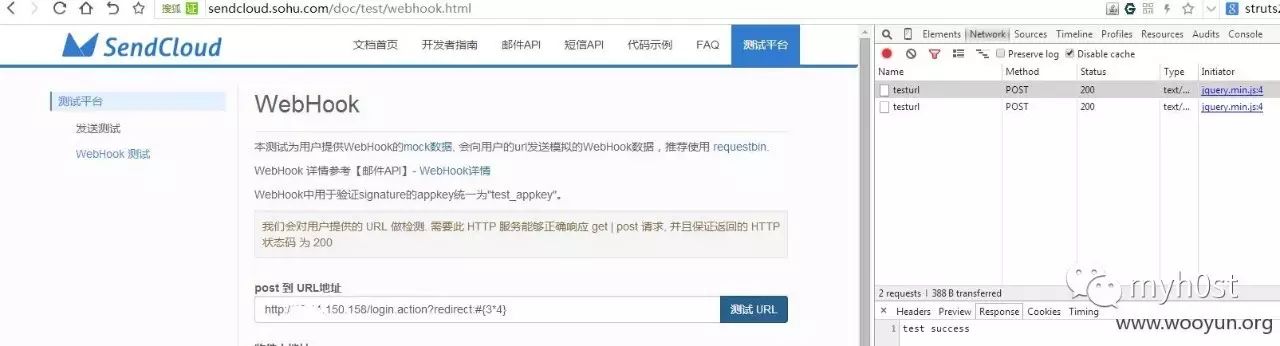 搜狐 证 sendcloud.sohu.com/doc/test/webhook.html
struts
SendCloud
文档首页 开发者指南 邮件API 短信API 代码示例 FAQ 测试平台
测试平台
发送测试
WebHook 测试
WebHook
本测试为用户提供WebHook的mock数据, 会向用户的url发送模拟的WebHook数据，推荐使用 requestbin.
WebHook 详情参考【邮件API】- WebHook详情
WebHook中用于验证signature的appkey统一为"test_appkey"。
我们会对用户提供的 URL 做检测. 需要此 HTTP 服务能够正确响应 get | post 请求, 并且保证返回的 HTTP
状态码 为 200
post 到 URL地址
http://.150.158/login.action?redirect:#{3*4}
测试 URL
Elements Network Sources Timeline Profiles Resources Audits Console
Preserve log Disable cache
Name Method Status Type Initiator
testurl POST 200 text/... jquery.min.js:4
testurl POST 200 text/... jquery.min.js:4
2 requests | 388 B transferred
× Headers Preview Response Cookies Timing
1 test success
myh0st
www.wooyun.org